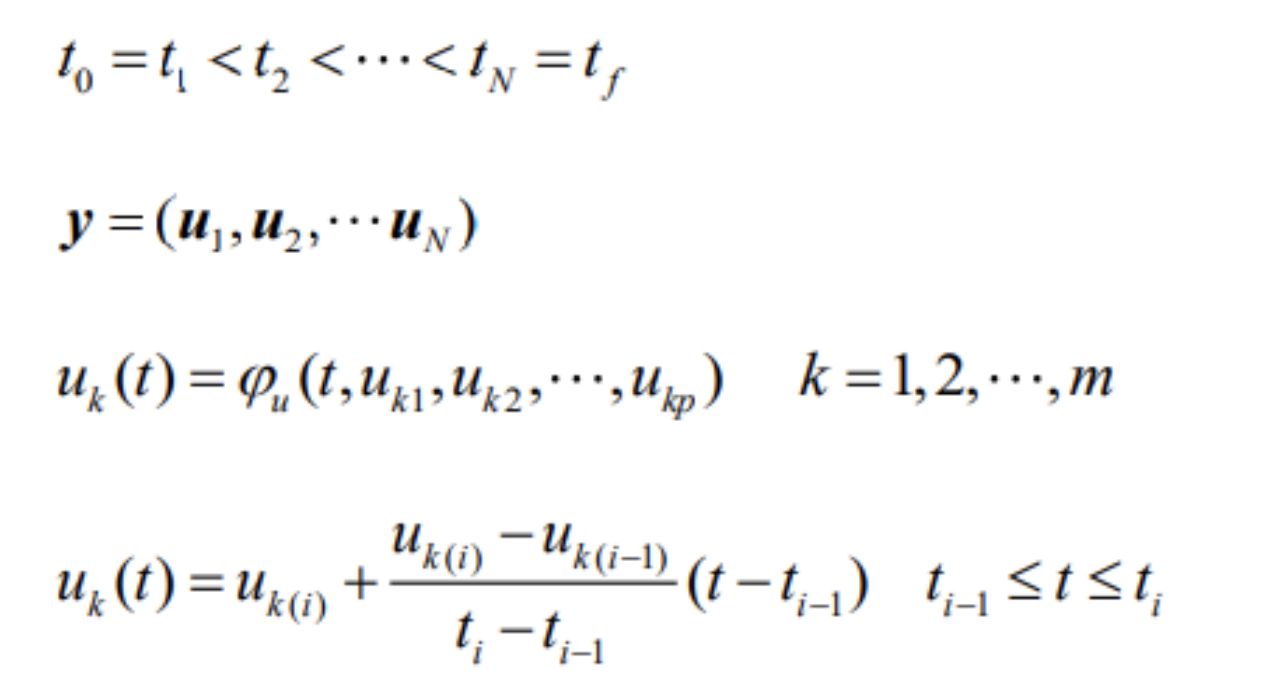 t_0 = t_1 < t_2 < ⋯ < t_N = t_f
y = (u_1, u_2, ⋯ u_N)
u_k(t) = φ_u(t, u_{k1}, u_{k2}, ⋯, u_{kp})    k = 1, 2, ⋯, m
u_k(t) = u_{k(i)} + \frac{u_{k(i)} − u_{k(i−1)}}{t_i − t_{i−1}} (t − t_{i−1})    t_{i−1} ≤ t ≤ t_i